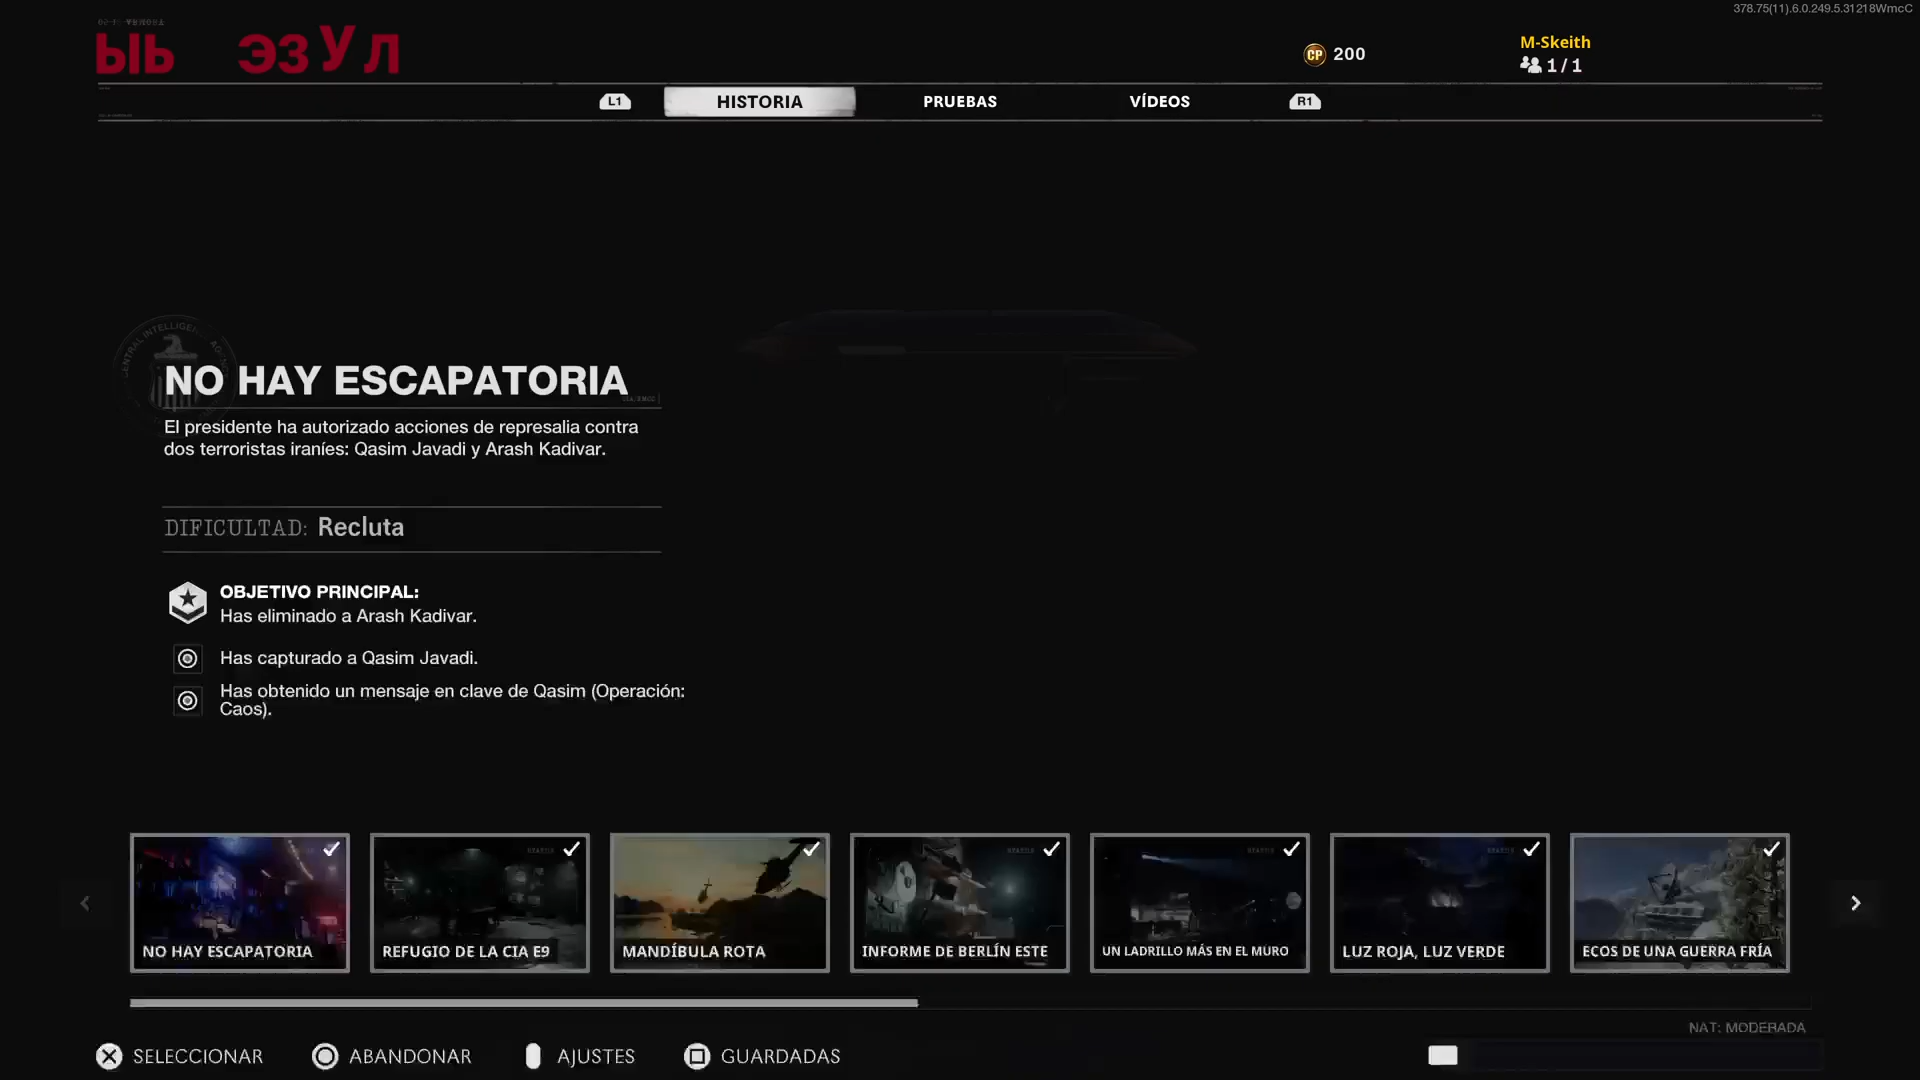 378.75(11).6.0.249.5.31218WmcC
ЫЬ ЭЗУЛ
CP 200
M-Skeith
1 / 1
L1 HISTORIA PRUEBAS VÍDEOS R1
NO HAY ESCAPATORIA
El presidente ha autorizado acciones de represalia contra
dos terroristas iraníes: Qasim Javadi y Arash Kadivar.
DIFICULTAD: Recluta
OBJETIVO PRINCIPAL:
Has eliminado a Arash Kadivar.
Has capturado a Qasim Javadi.
Has obtenido un mensaje en clave de Qasim (Operación:
Caos).
NO HAY ESCAPATORIA
REFUGIO DE LA CIA E9
MANDÍBULA ROTA
INFORME DE BERLÍN ESTE
UN LADRILLO MÁS EN EL MURO
LUZ ROJA, LUZ VERDE
ECOS DE UNA GUERRA FRÍA
NAT: MODERADA
SELECCIONAR ABANDONAR AJUSTES GUARDADAS